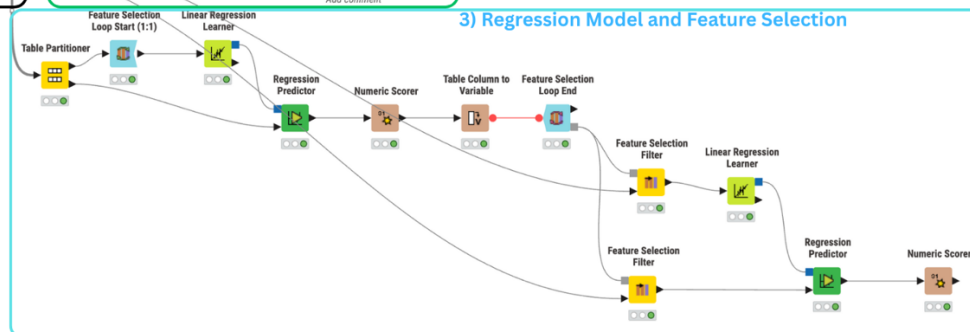 Add comment
3) Regression Model and Feature Selection
Feature Selection
Loop Start (1:1)
Linear Regression
Learner
Table Partitioner
Regression
Predictor
Numeric Scorer
Table Column to
Variable
Feature Selection
Loop End
Feature Selection
Filter
Linear Regression
Learner
Feature Selection
Filter
Regression
Predictor
Numeric Scorer